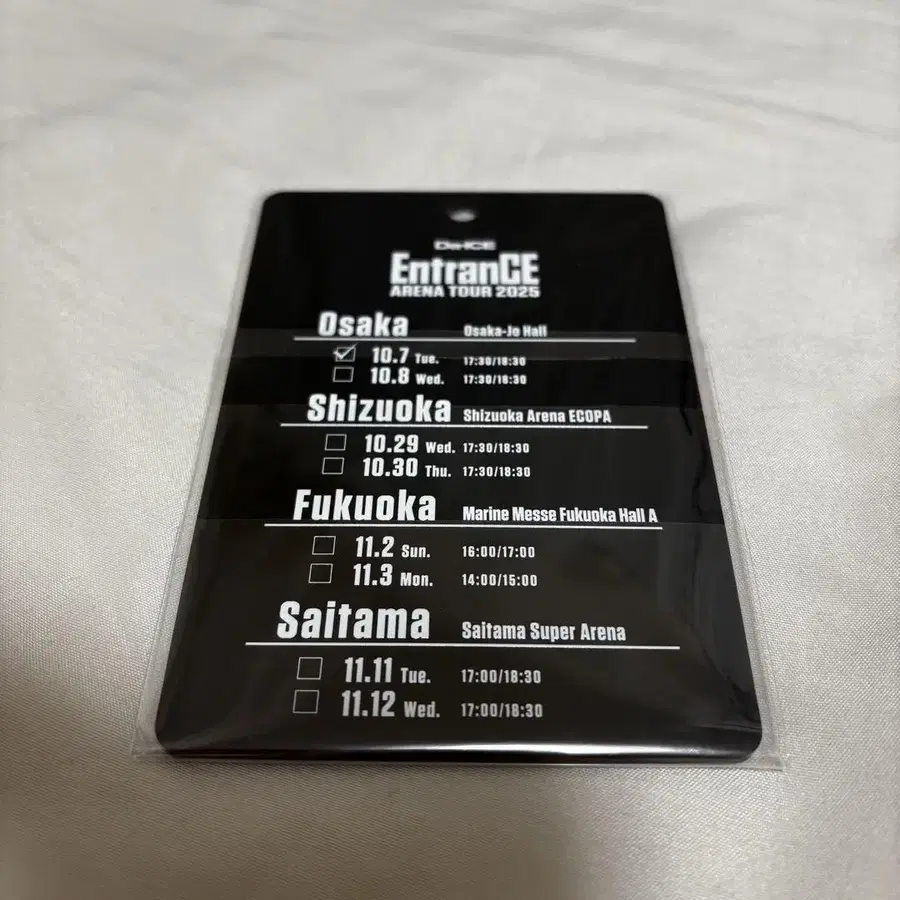 Da-iCE
EntranCE
ARENA TOUR 2025
Osaka Osaka-Jo Hall
10.7 Tue. 17:30/18:30
10.8 Wed. 17:30/18:30
Shizuoka Shizuoka Arena ECOPA
10.29 Wed. 17:30/18:30
10.30 Thu. 17:30/18:30
Fukuoka Marine Messe Fukuoka Hall A
11.2 Sun. 16:00/17:00
11.3 Mon. 14:00/15:00
Saitama Saitama Super Arena
11.11 Tue. 17:00/18:30
11.12 Wed. 17:00/18:30